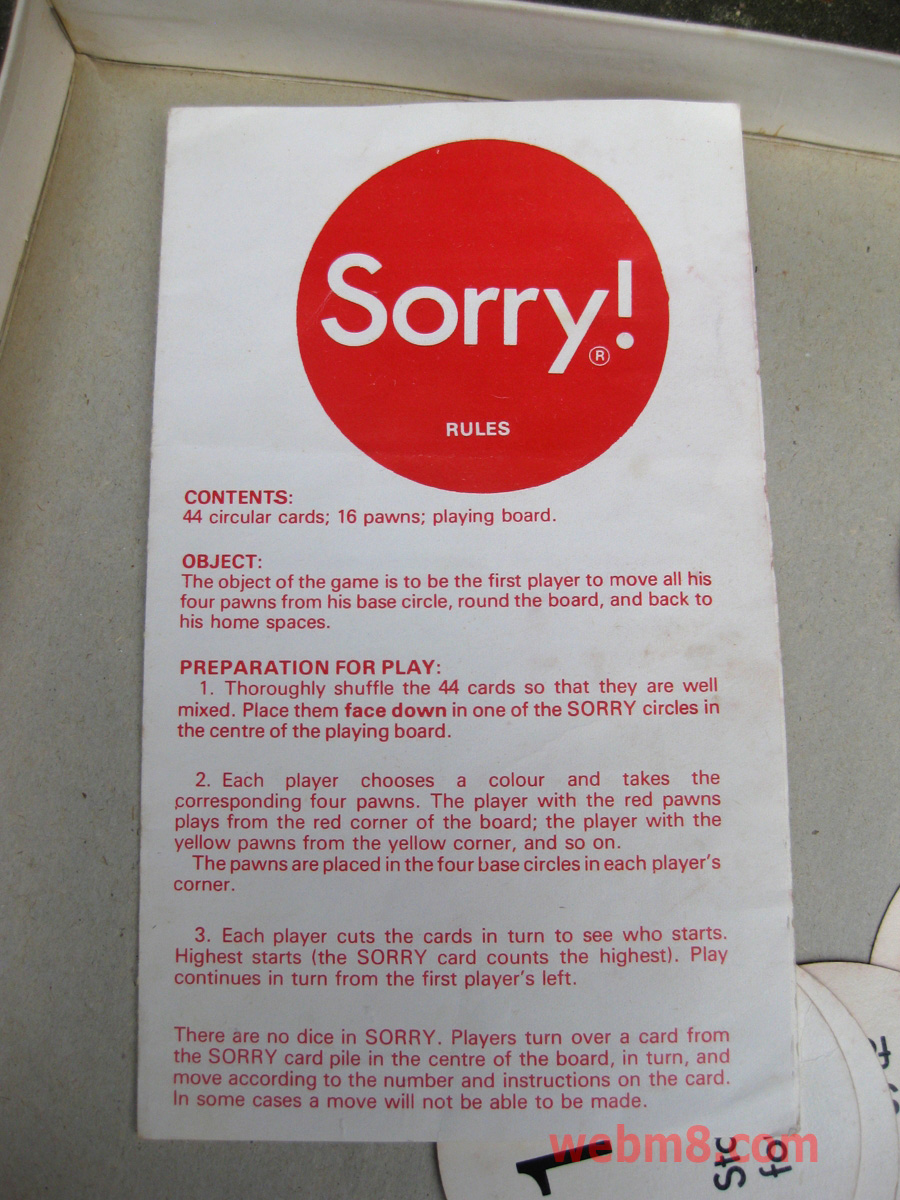 Sorry!
®
RULES
CONTENTS:
44 circular cards; 16 pawns; playing board.
OBJECT:
The object of the game is to be the first player to move all his
four pawns from his base circle, round the board, and back to
his home spaces.
PREPARATION FOR PLAY:
1. Thoroughly shuffle the 44 cards so that they are well
mixed. Place them face down in one of the SORRY circles in
the centre of the playing board.
2. Each player chooses a colour and takes the
corresponding four pawns. The player with the red pawns
plays from the red corner of the board; the player with the
yellow pawns from the yellow corner, and so on.
The pawns are placed in the four base circles in each player's
corner.
3. Each player cuts the cards in turn to see who starts.
Highest starts (the SORRY card counts the highest). Play
continues in turn from the first player's left.
There are no dice in SORRY. Players turn over a card from
the SORRY card pile in the centre of the board, in turn, and
move according to the number and instructions on the card.
In some cases a move will not be able to be made.
webm8.com
1